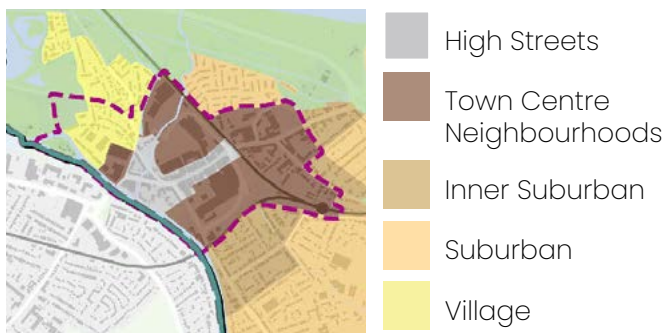 High Streets
Town Centre
Neighbourhoods
Inner Suburban
Suburban
Village